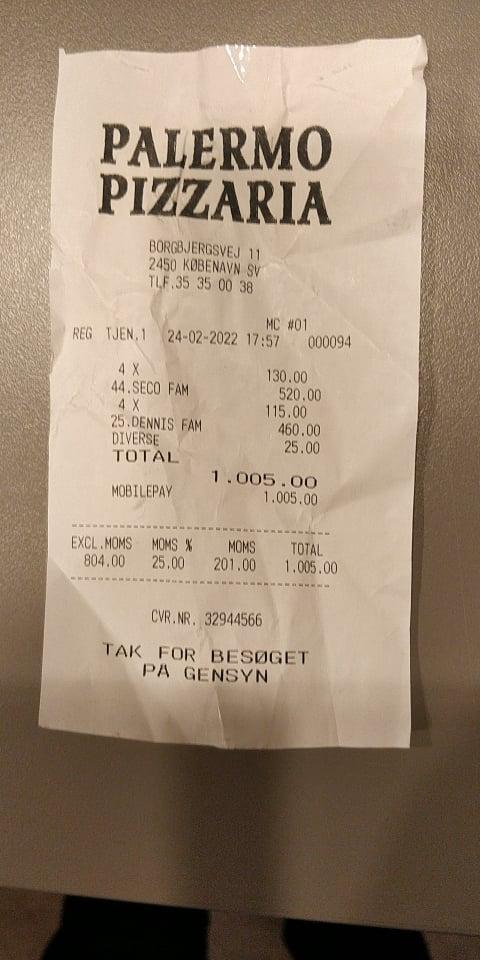 PALERMO
PIZZARIA
BORGBJERGSVEJ 11
2450 KØBENAVN SV
TLF.35 35 00 38
MC #01
REG TJEN.1 24-02-2022 17:57 000094
4 X 130.00
44.SECO FAM 520.00
4 X 115.00
25.DENNIS FAM 460.00
DIVERSE 25.00
TOTAL 1.005.00
MOBILEPAY 1.005.00
EXCL.MOMS MOMS % MOMS TOTAL
804.00 25.00 201.00 1.005.00
CVR.NR. 32944566
TAK FOR BESØGET
PÅ GENSYN